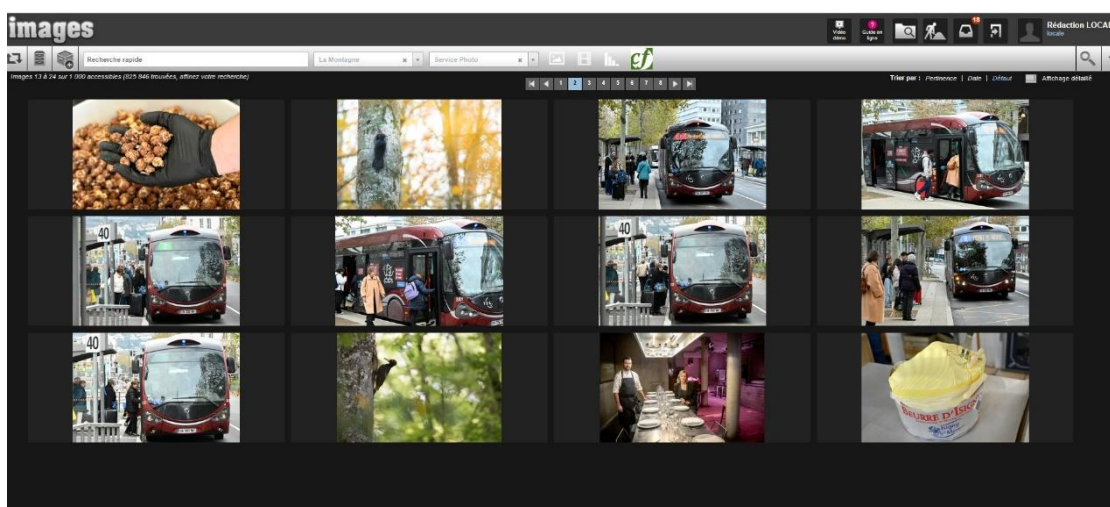 images
Vidéo démo
Guide en ligne
18
Rédaction LOCA
locale
Recherche rapide
La Montagne
Service Photo
Images 13 à 24 sur 1 000 accessibles (825 846 trouvées, affinez votre recherche)
1 2 3 4 5 6 7 8
Trier par : Pertinence | Date | Défaut
Affichage détaillé
40
40
40
BEURRE D'ISIGNY